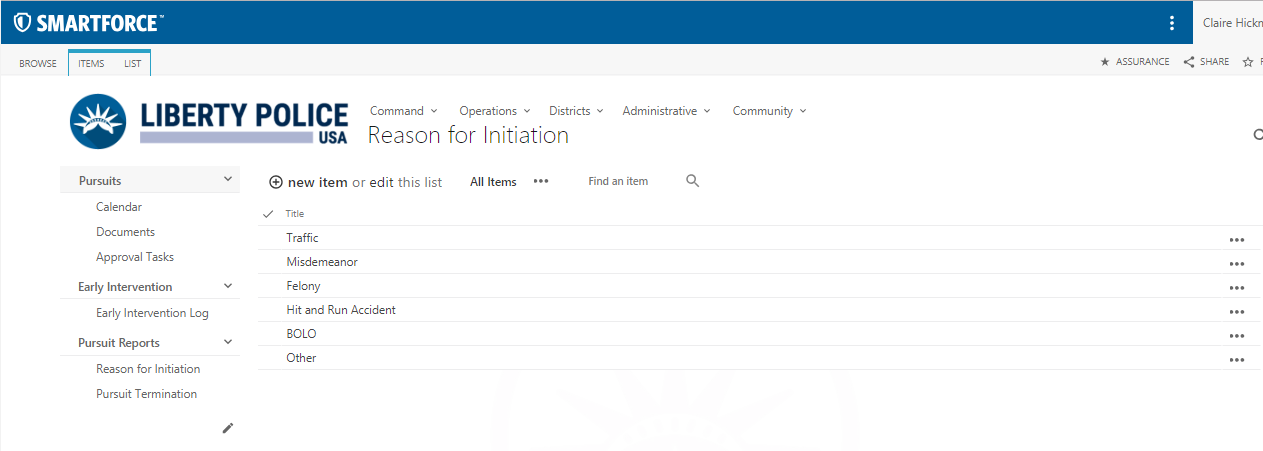 SMARTFORCE™
Claire Hickm
BROWSE ITEMS LIST ASSURANCE SHARE
LIBERTY POLICE
USA
Command Operations Districts Administrative Community
Reason for Initiation
Pursuits
Calendar
Documents
Approval Tasks
Early Intervention
Early Intervention Log
Pursuit Reports
Reason for Initiation
Pursuit Termination
new item or edit this list All Items ••• Find an item
Title
Traffic •••
Misdemeanor •••
Felony •••
Hit and Run Accident •••
BOLO •••
Other •••